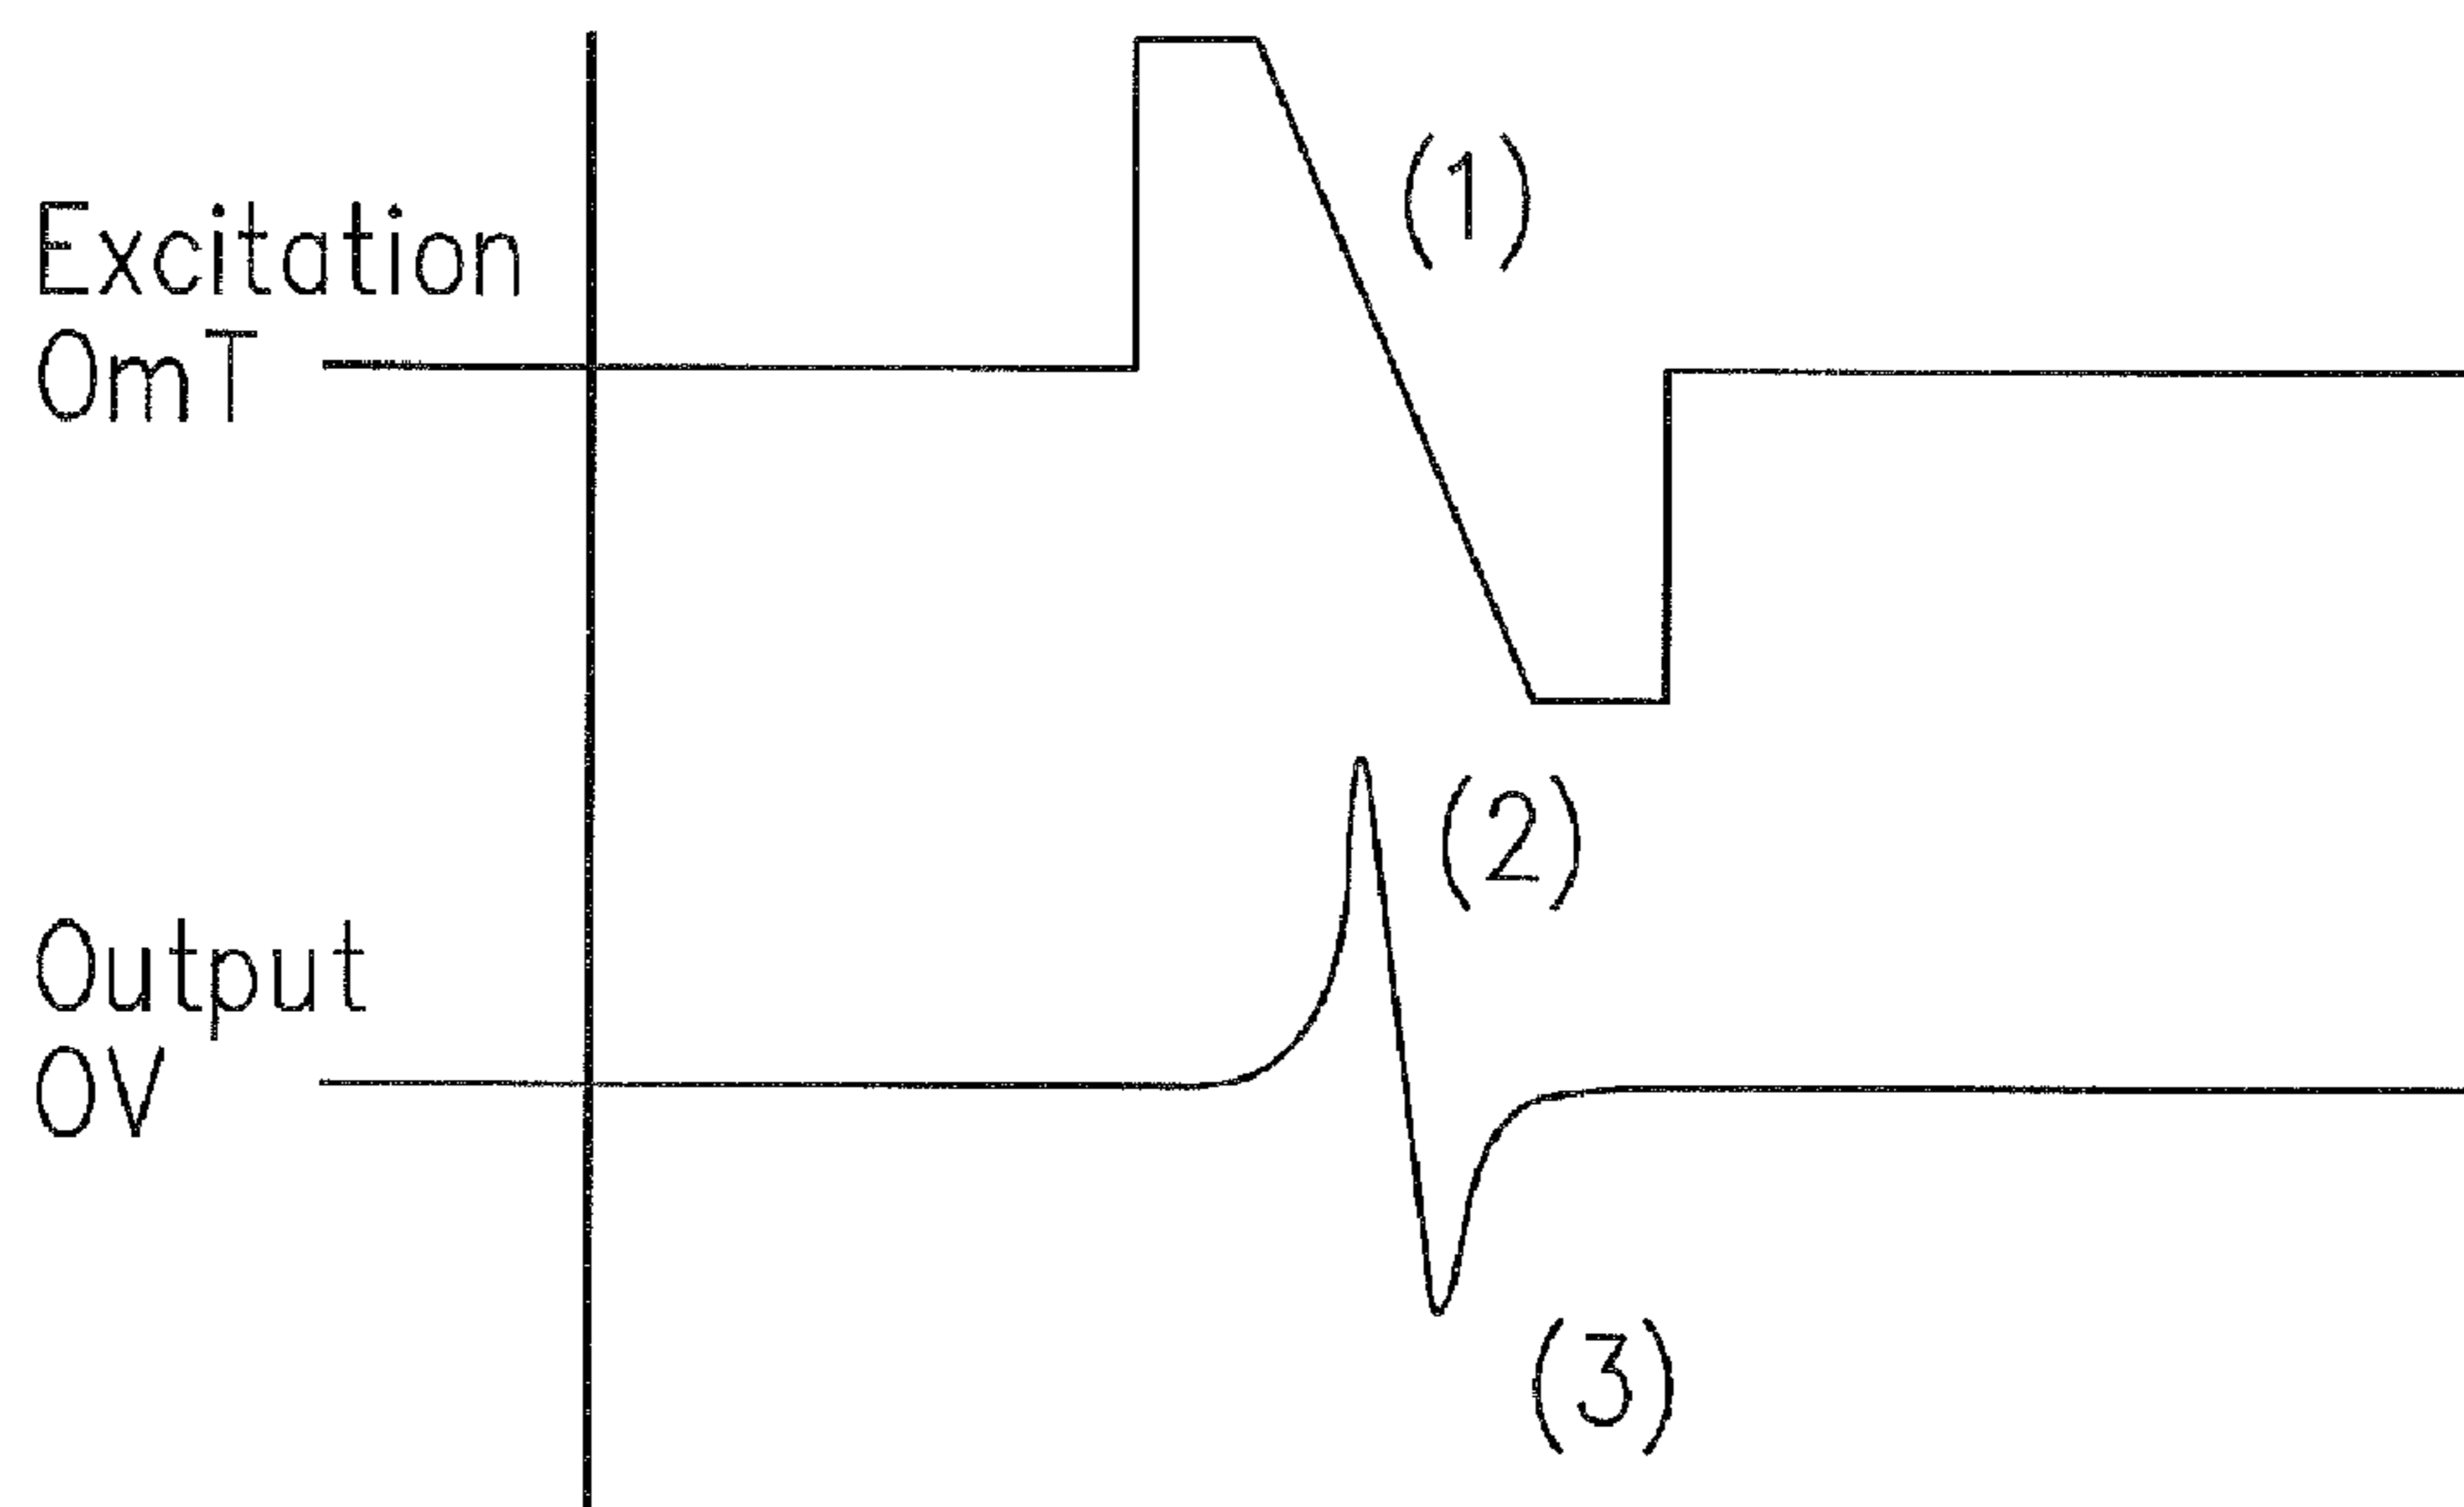 Excitation
0mT
(1)
(2)
Output
0V
(3)